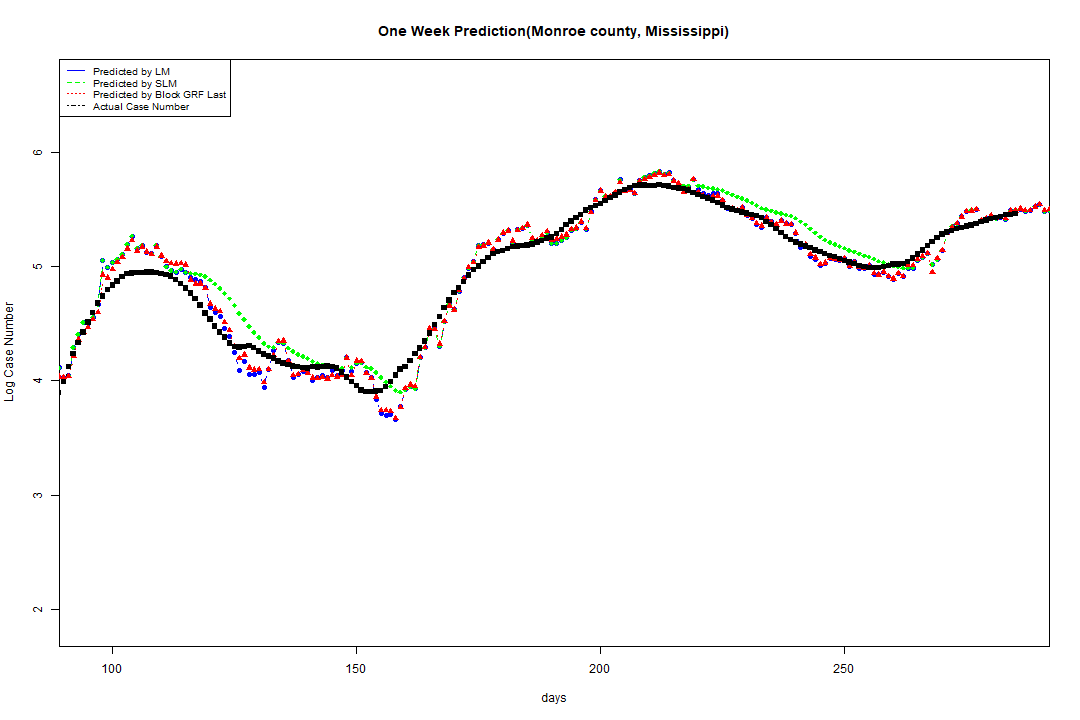 One Week Prediction(Monroe county, Mississippi)
Predicted by LM
Predicted by SLM
Predicted by Block GRF Last
Actual Case Number
6
5
4
3
2
Log Case Number
100 150 200 250
days